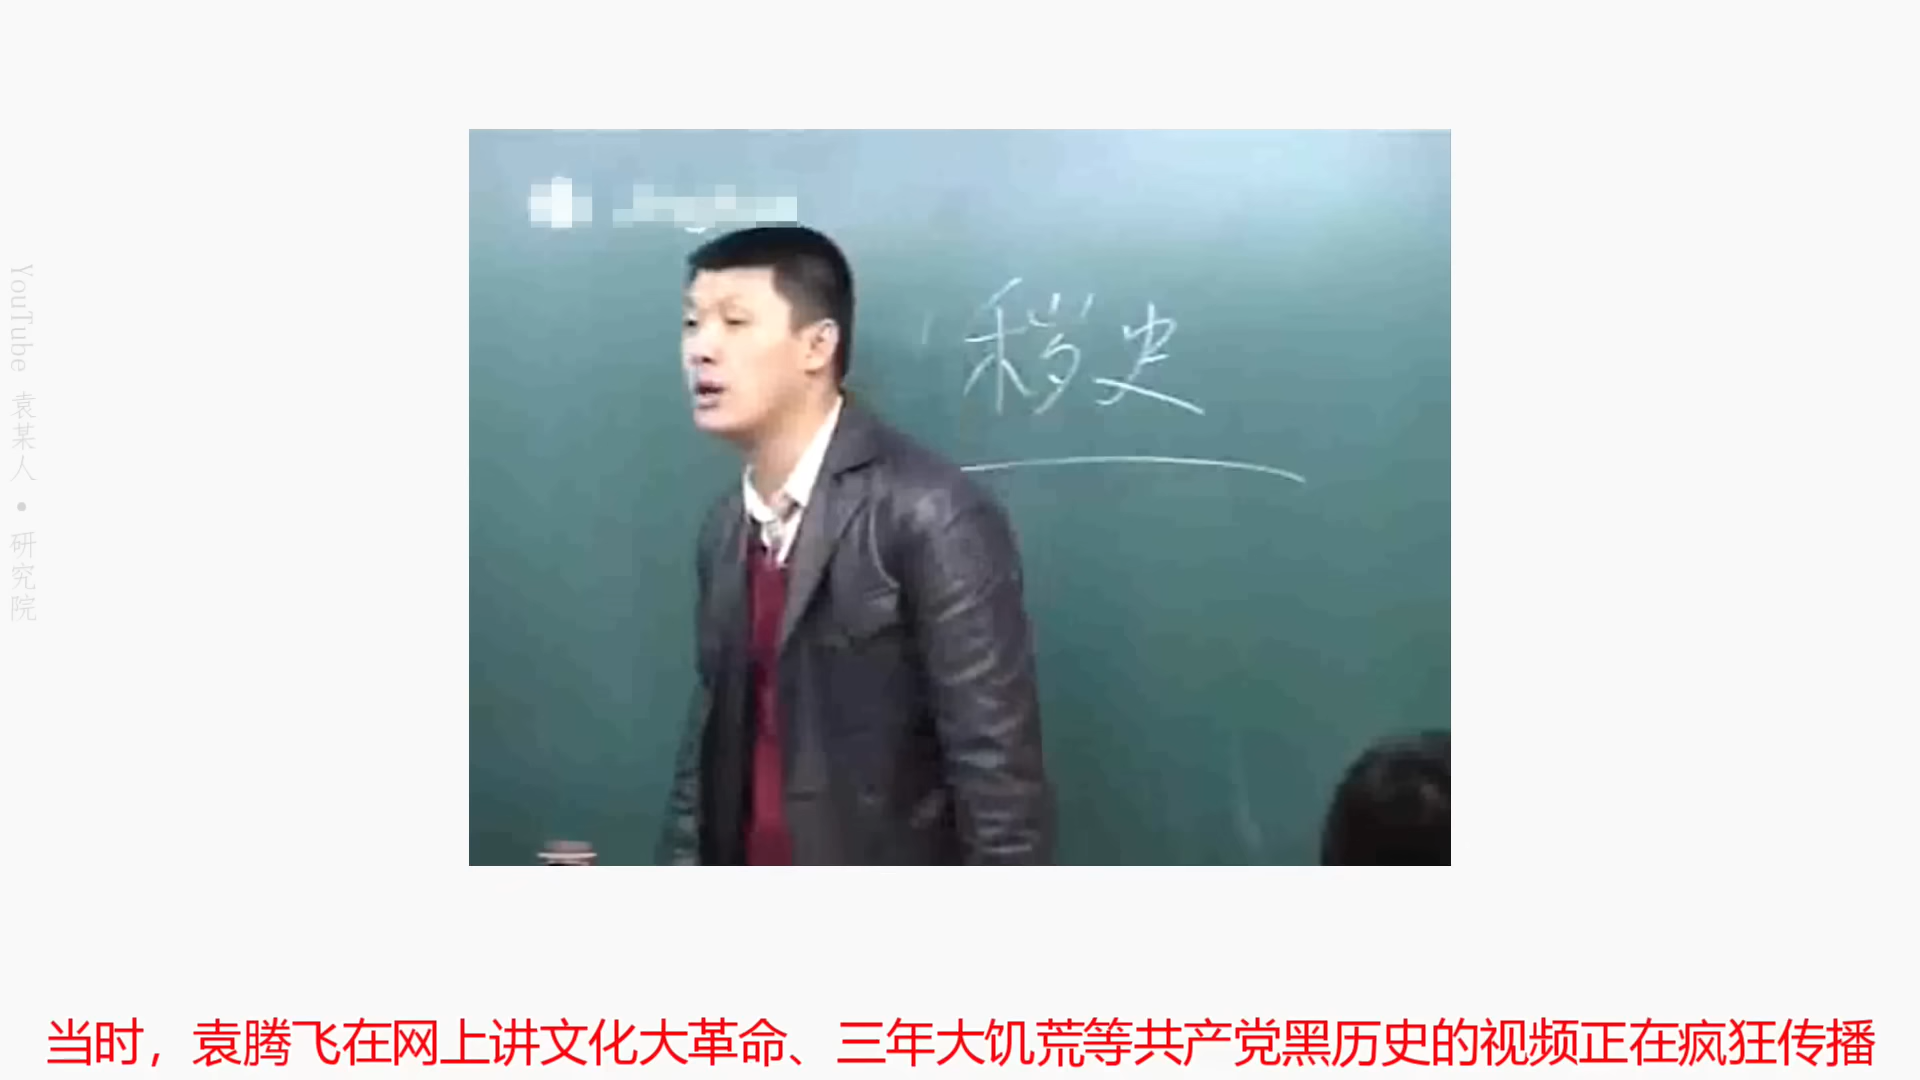 YouTube 袁某人 • 研究院
秽史
当时，袁腾飞在网上讲文化大革命、三年大饥荒等共产党黑历史的视频正在疯狂传播